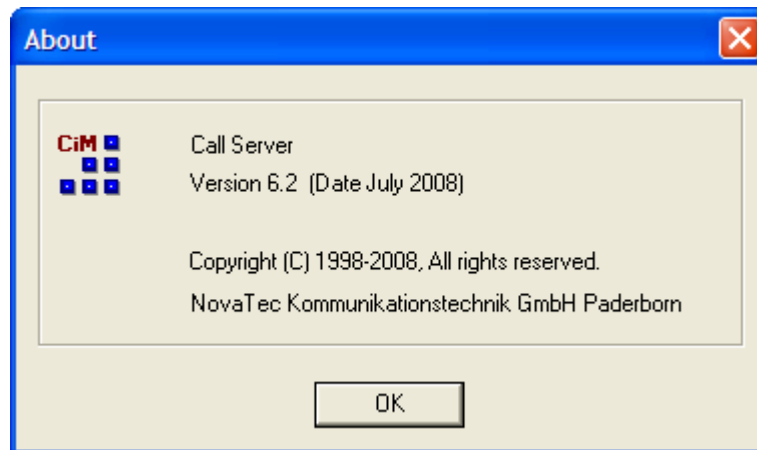 About
CiM
Call Server
Version 6.2 (Date July 2008)
Copyright (C) 1998-2008, All rights reserved.
NovaTec Kommunikationstechnik GmbH Paderborn
OK